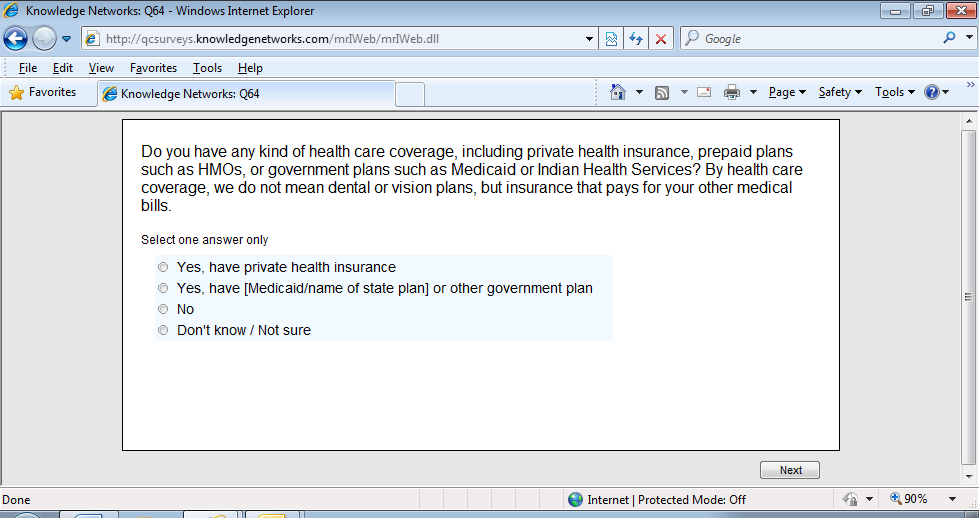 Knowledge Networks: Q64 - Windows Internet Explorer
http://qcsurveys.knowledgenetworks.com/mrIWeb/mrIWeb.dll
Google
File Edit View Favorites Tools Help
Favorites
Knowledge Networks: Q64
Page Safety Tools
Do you have any kind of health care coverage, including private health insurance, prepaid plans
such as HMOs, or government plans such as Medicaid or Indian Health Services? By health care
coverage, we do not mean dental or vision plans, but insurance that pays for your other medical
bills.
Select one answer only
Yes, have private health insurance
Yes, have [Medicaid/name of state plan] or other government plan
No
Don't know / Not sure
Next
Done
Internet | Protected Mode: Off
90%